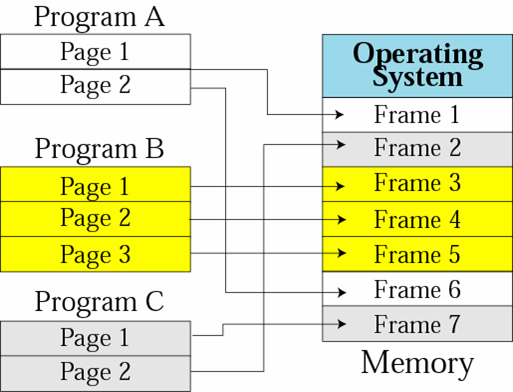 Program A
Page 1
Page 2
Program B
Page 1
Page 2
Page 3
Program C
Page 1
Page 2
Operating
System
Frame 1
Frame 2
Frame 3
Frame 4
Frame 5
Frame 6
Frame 7
Memory